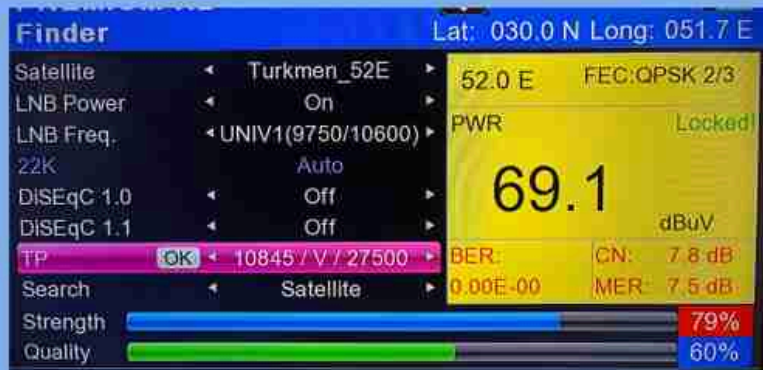 Finder
Lat: 030.0 N Long: 051.7 E
Satellite Turkmen_52E
LNB Power On
LNB Freq. UNIV1(9750/10600)
22K Auto
DiSEqC 1.0 Off
DiSEqC 1.1 Off
TP OK 10845 / V / 27500
Search Satellite
52.0 E FEC:QPSK 2/3
PWR Locked!
69.1
dBuV
BER: CN: 7.8 dB
0.00E-00 MER: 7.5 dB
Strength 79%
Quality 60%